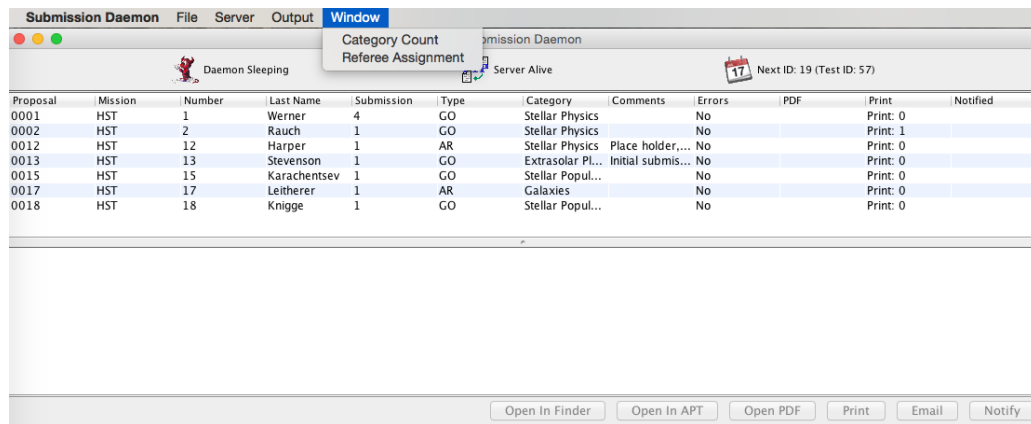 Submission Daemon File Server Output Window
Category Count
Referee Assignment
omission Daemon
Daemon Sleeping
Server Alive
17
Next ID: 19 (Test ID: 57)
Proposal Mission Number Last Name Submission Type Category Comments Errors PDF Print Notified
0001 HST 1 Werner 4 GO Stellar Physics No Print: 0
0002 HST 2 Rauch 1 GO Stellar Physics No Print: 1
0012 HST 12 Harper 1 AR Stellar Physics Place holder,... No Print: 0
0013 HST 13 Stevenson 1 GO Extrasolar Pl... Initial submis... No Print: 0
0015 HST 15 Karachentsev 1 GO Stellar Popul... No Print: 0
0017 HST 17 Leitherer 1 AR Galaxies No Print: 0
0018 HST 18 Knigge 1 GO Stellar Popul... No Print: 0
Open In Finder Open In APT Open PDF Print Email Notify